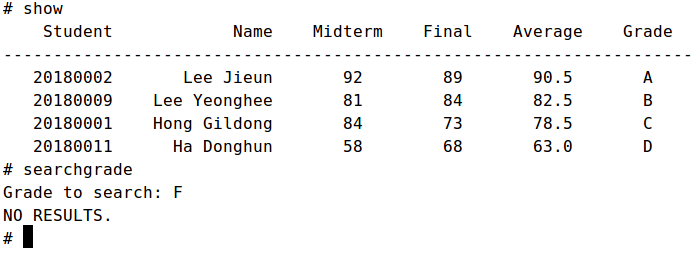 # show
    Student               Name    Midterm    Final    Average    Grade
---------------------------------------------------------------------
   20180002       Lee Jieun       92        89       90.5       A
   20180009    Lee Yeonghee       81        84       82.5       B
   20180001    Hong Gildong       84        73       78.5       C
   20180011      Ha Donghun       58        68       63.0       D
# searchgrade
Grade to search: F
NO RESULTS.
#